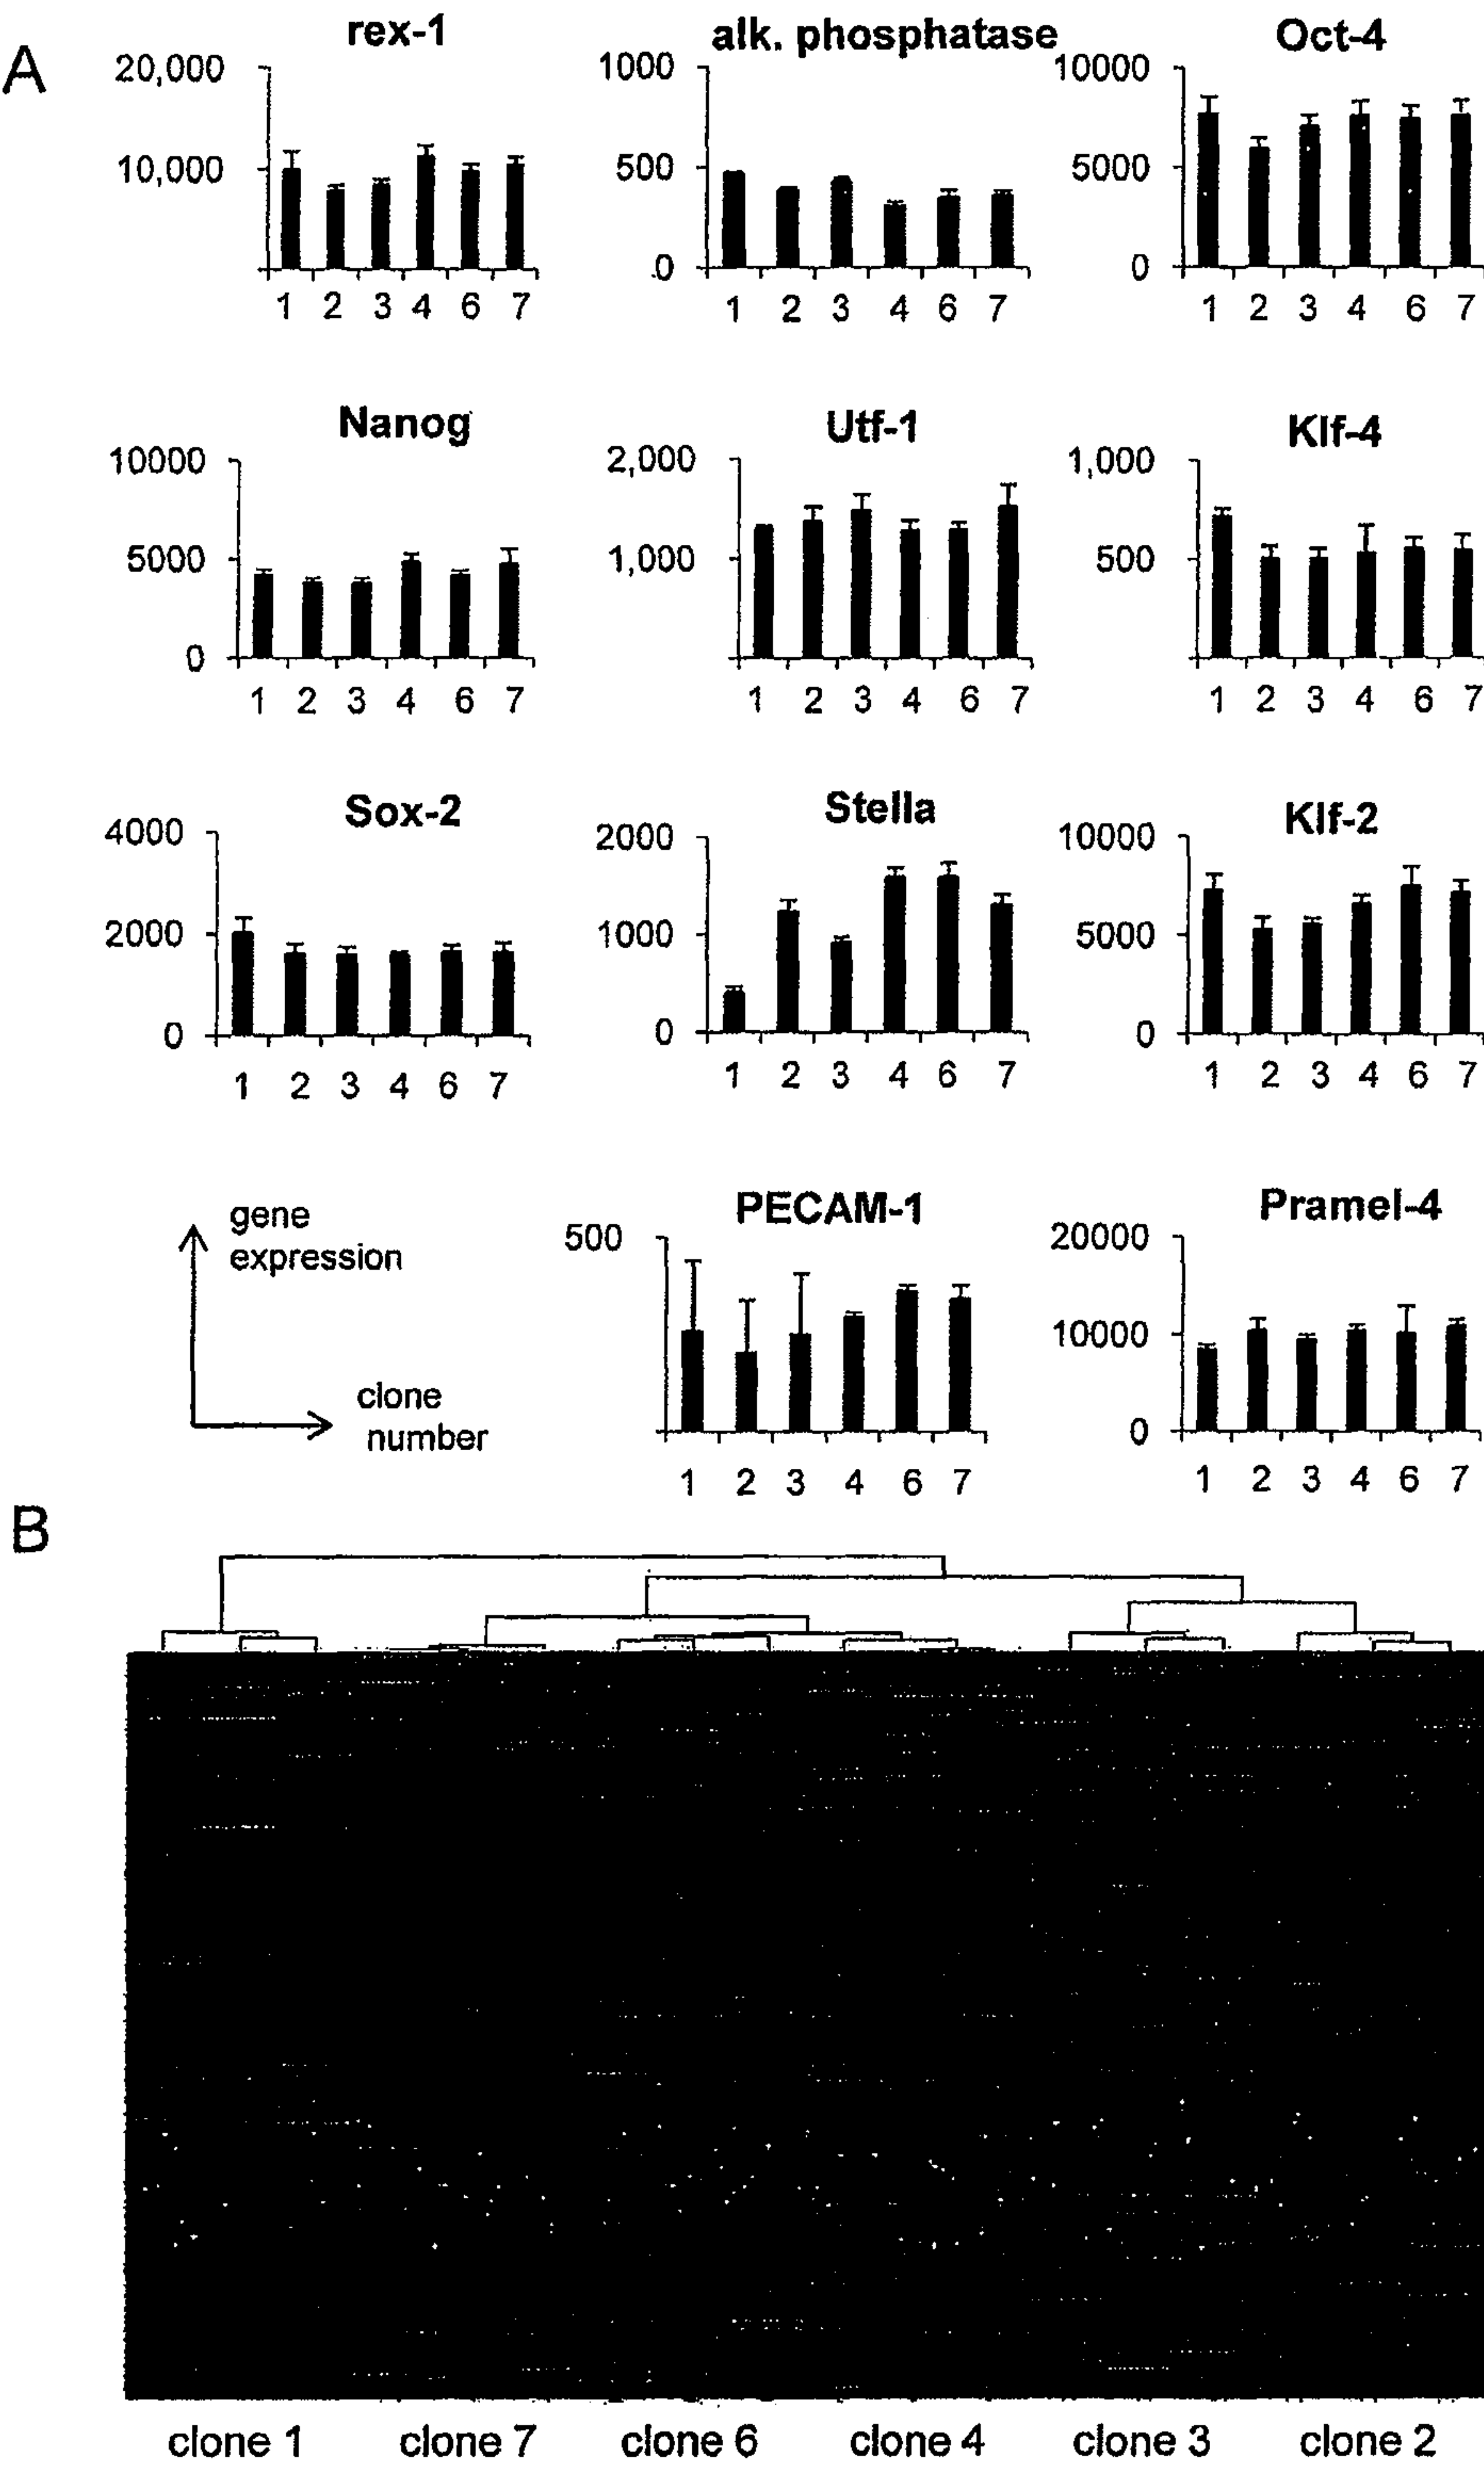 A
rex-1
20,000
10,000
1 2 3 4 6 7
alk. phosphatase
1000
500
0
1 2 3 4 6 7
Oct-4
10000
5000
0
1 2 3 4 6 7
Nanog
10000
5000
0
1 2 3 4 6 7
Utf-1
2,000
1,000
1 2 3 4 6 7
Klf-4
1,000
500
1 2 3 4 6 7
Sox-2
4000
2000
0
1 2 3 4 6 7
Stella
2000
1000
0
1 2 3 4 6 7
Klf-2
10000
5000
0
1 2 3 4 6 7
gene
expression
clone
number
PECAM-1
500
1 2 3 4 6 7
Pramel-4
20000
10000
0
1 2 3 4 6 7
B
clone 1 clone 7 clone 6 clone 4 clone 3 clone 2